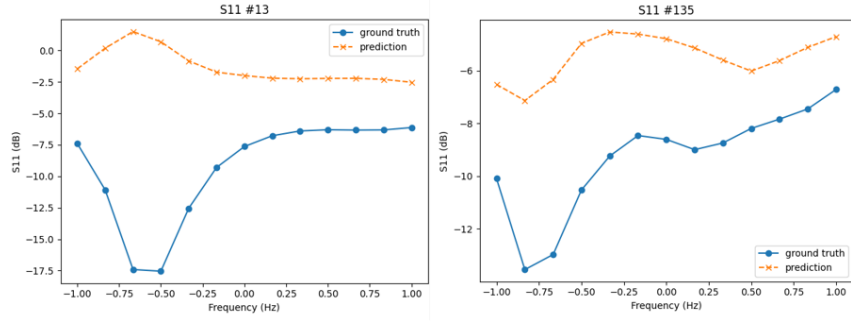 S11 #13
ground truth
prediction
S11 (dB)
0.0
−2.5
−5.0
−7.5
−10.0
−12.5
−15.0
−17.5
−1.00 −0.75 −0.50 −0.25 0.00 0.25 0.50 0.75 1.00
Frequency (Hz)
S11 #135
S11 (dB)
−6
−8
−10
−12
ground truth
prediction
−1.00 −0.75 −0.50 −0.25 0.00 0.25 0.50 0.75 1.00
Frequency (Hz)